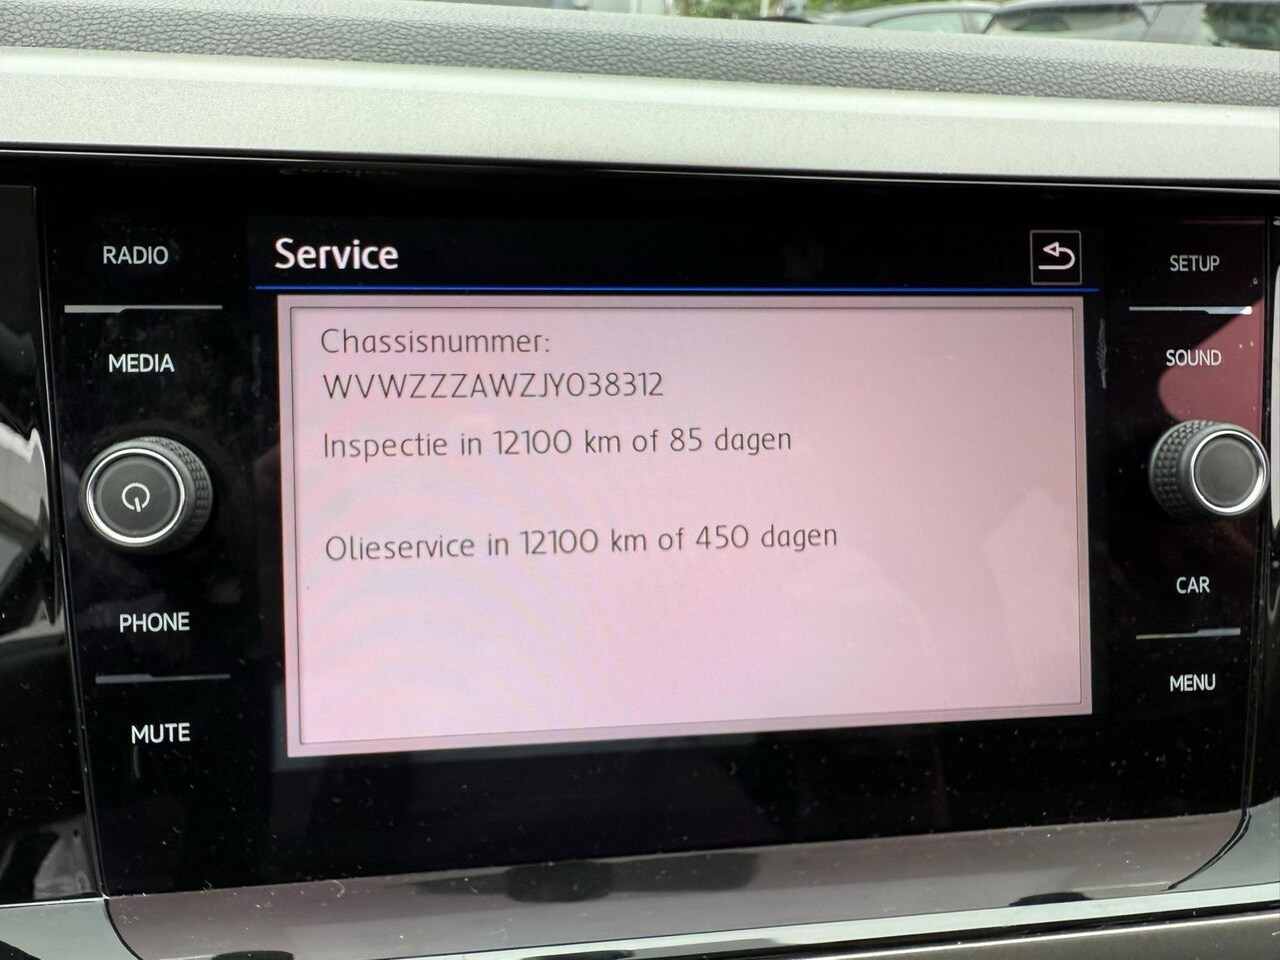 RADIO
MEDIA
PHONE
MUTE
Service
Chassisnummer:
WVWZZZAWZJY038312
Inspectie in 12100 km of 85 dagen
Olieservice in 12100 km of 450 dagen
SETUP
SOUND
CAR
MENU